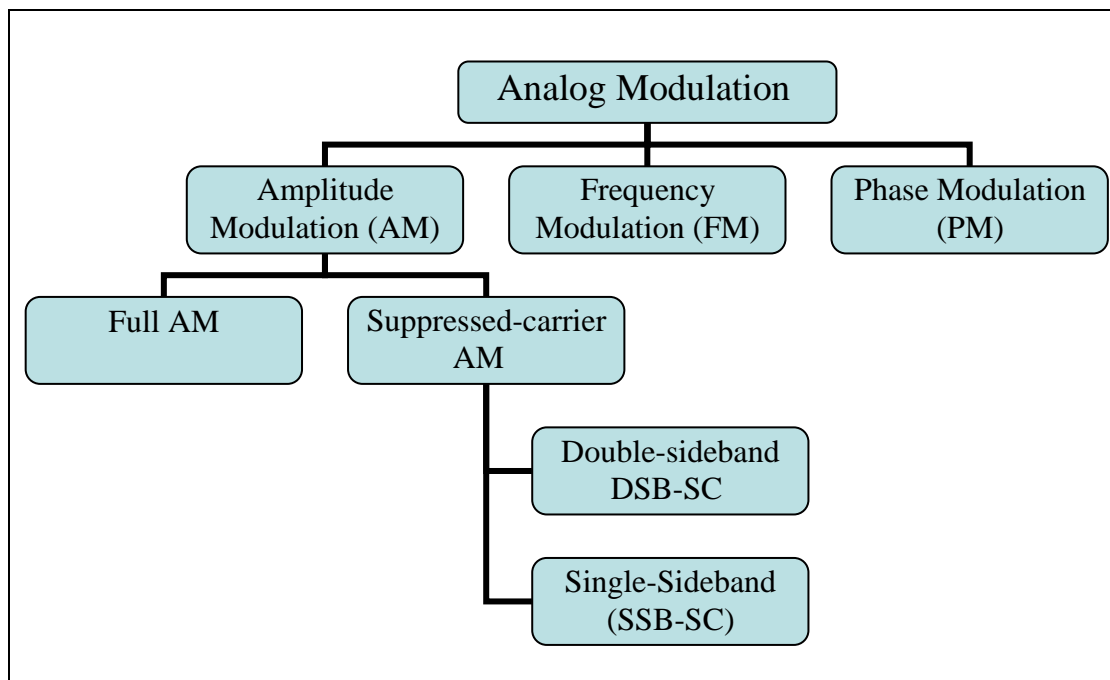 Analog Modulation
Amplitude
Modulation (AM)
Frequency
Modulation (FM)
Phase Modulation
(PM)
Full AM
Suppressed-carrier
AM
Double-sideband
DSB-SC
Single-Sideband
(SSB-SC)